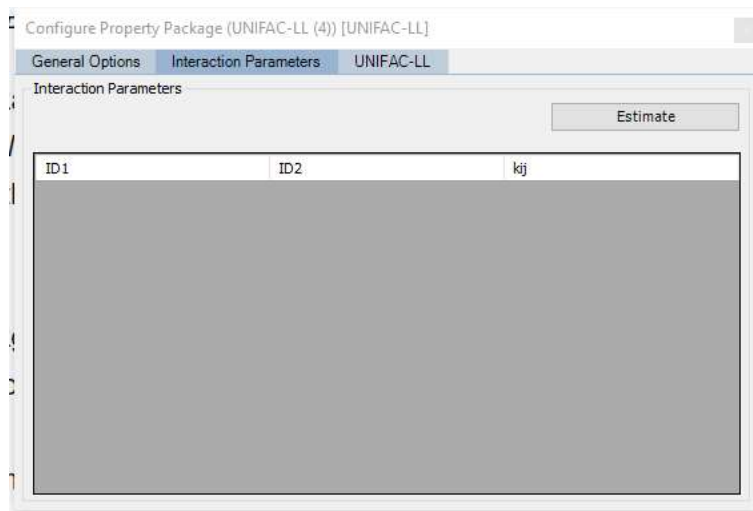 Configure Property Package (UNIFAC-LL (4)) [UNIFAC-LL]
General Options Interaction Parameters UNIFAC-LL
Interaction Parameters
Estimate
ID1 ID2 kij